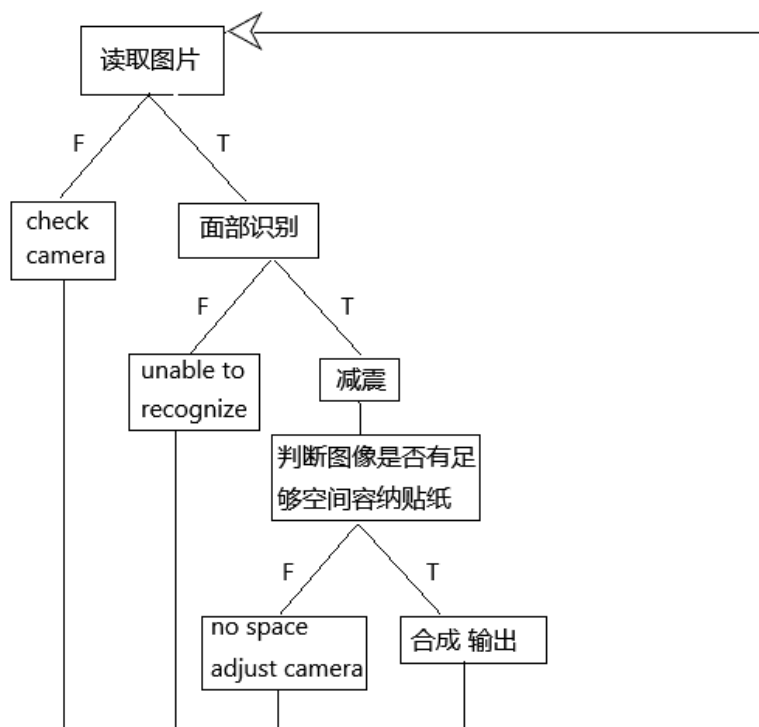 读取图片
F
T
check
camera
面部识别
F
T
unable to
recognize
减震
判断图像是否有足
够空间容纳贴纸
F
T
no space
adjust camera
合成 输出